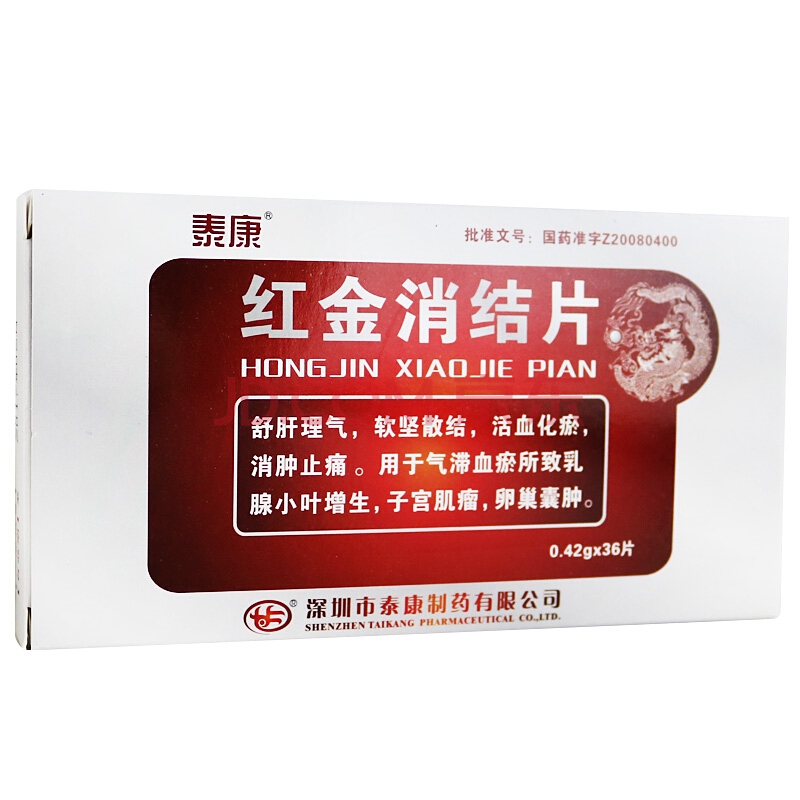 泰康®
批准文号：国药准字Z20080400
红金消结片
HONGJIN XIAOJIE PIAN
舒肝理气，软坚散结，活血化瘀，
消肿止痛。用于气滞血瘀所致乳
腺小叶增生，子宫肌瘤，卵巢囊肿。
0.42gx36片
深圳市泰康制药有限公司
SHENZHEN TAIKANG PHARMACEUTICAL CO.,LTD.